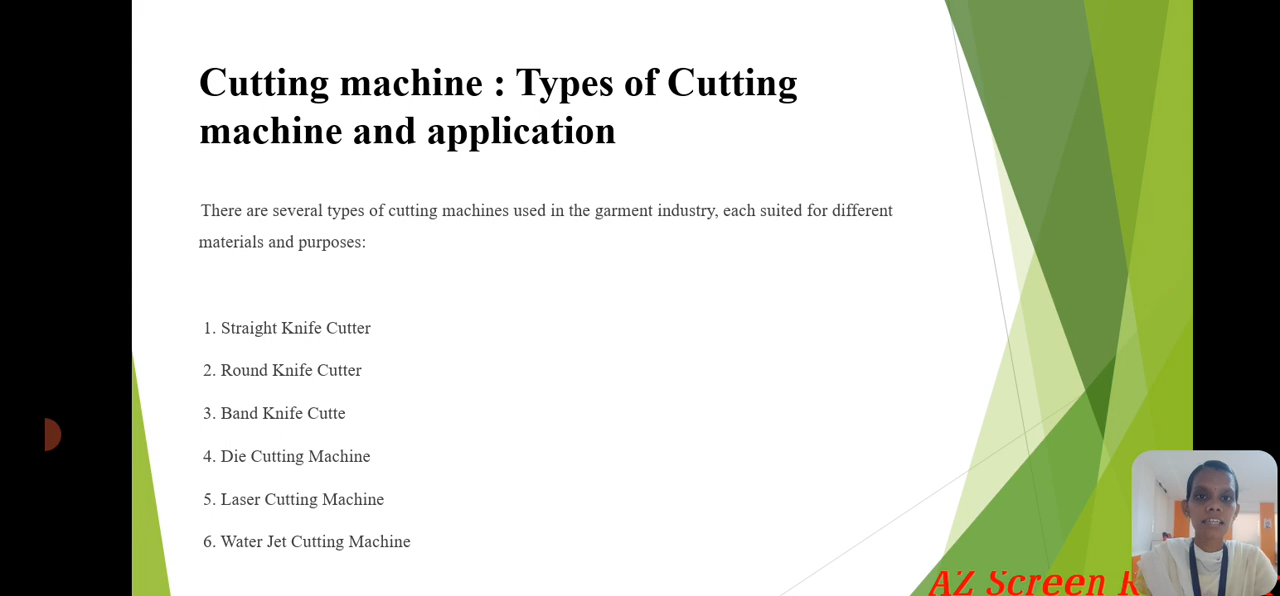 Cutting machine : Types of Cutting
machine and application
There are several types of cutting machines used in the garment industry, each suited for different
materials and purposes:
1. Straight Knife Cutter
2. Round Knife Cutter
3. Band Knife Cutte
4. Die Cutting Machine
5. Laser Cutting Machine
6. Water Jet Cutting Machine
AZ Screen